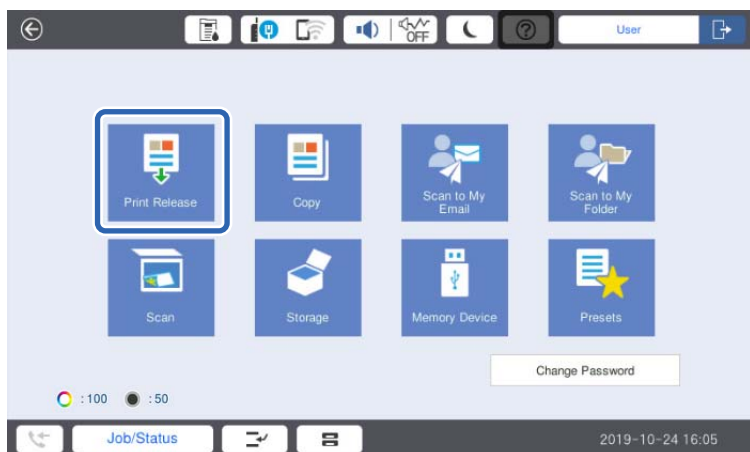 OFF
User
Print Release
Copy
Scan to My
Email
Scan to My
Folder
Scan
Storage
Memory Device
Presets
Change Password
:100
:50
Job/Status
2019-10-24 16:05